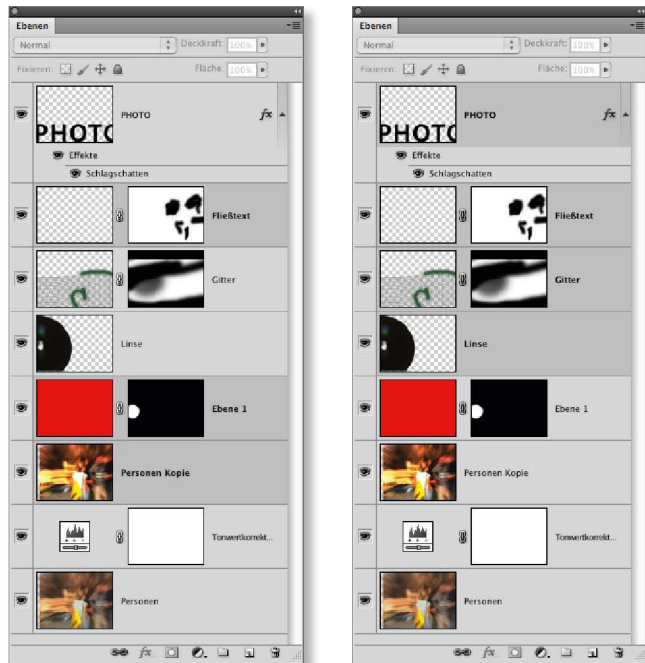 Ebenen
Normal
Deckkraft: 100%
Fixieren:
Fläche: 100%
PHOTO
PHOTO
fx
Effekte
Schlagschatten
Fließtext
Gitter
Linse
Ebene 1
Personen Kopie
Tonwertkorrekt...
Personen
fx
Ebenen
Normal
Deckkraft: 100%
Fixieren:
Fläche: 100%
PHOTO
PHOTO
fx
Effekte
Schlagschatten
Fließtext
Gitter
Linse
Ebene 1
Personen Kopie
Tonwertkorrekt...
Personen
fx